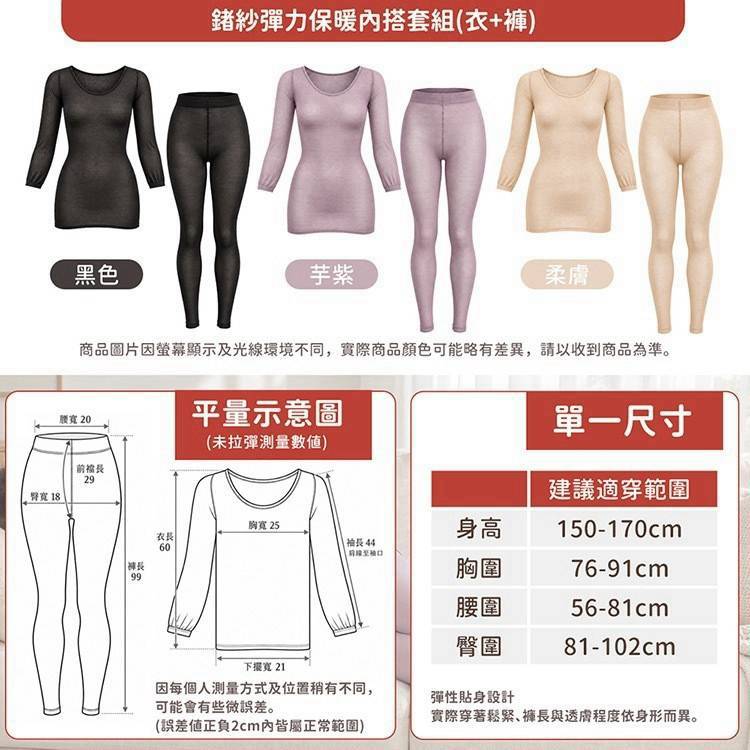 鍺紗彈力保暖內搭套組(衣+褲)
黑色
芋紫
柔膚
商品圖片因螢幕顯示及光線環境不同，實際商品顏色可能略有差異，請以收到商品為準。
平量示意圖
(未拉彈測量數值)
腰寬 20
前襠長
29
臀寬 18
褲長
99
衣長
60
胸寬 25
袖長 44
肩線至袖口
下擺寬 21
因每個人測量方式及位置稍有不同，
可能會有些微誤差。
(誤差值正負2cm內皆屬正常範圍)
單一尺寸
建議適穿範圍
身高 150-170cm
胸圍 76-91cm
腰圍 56-81cm
臀圍 81-102cm
彈性貼身設計
實際穿著鬆緊、褲長與透膚程度依身形而異。